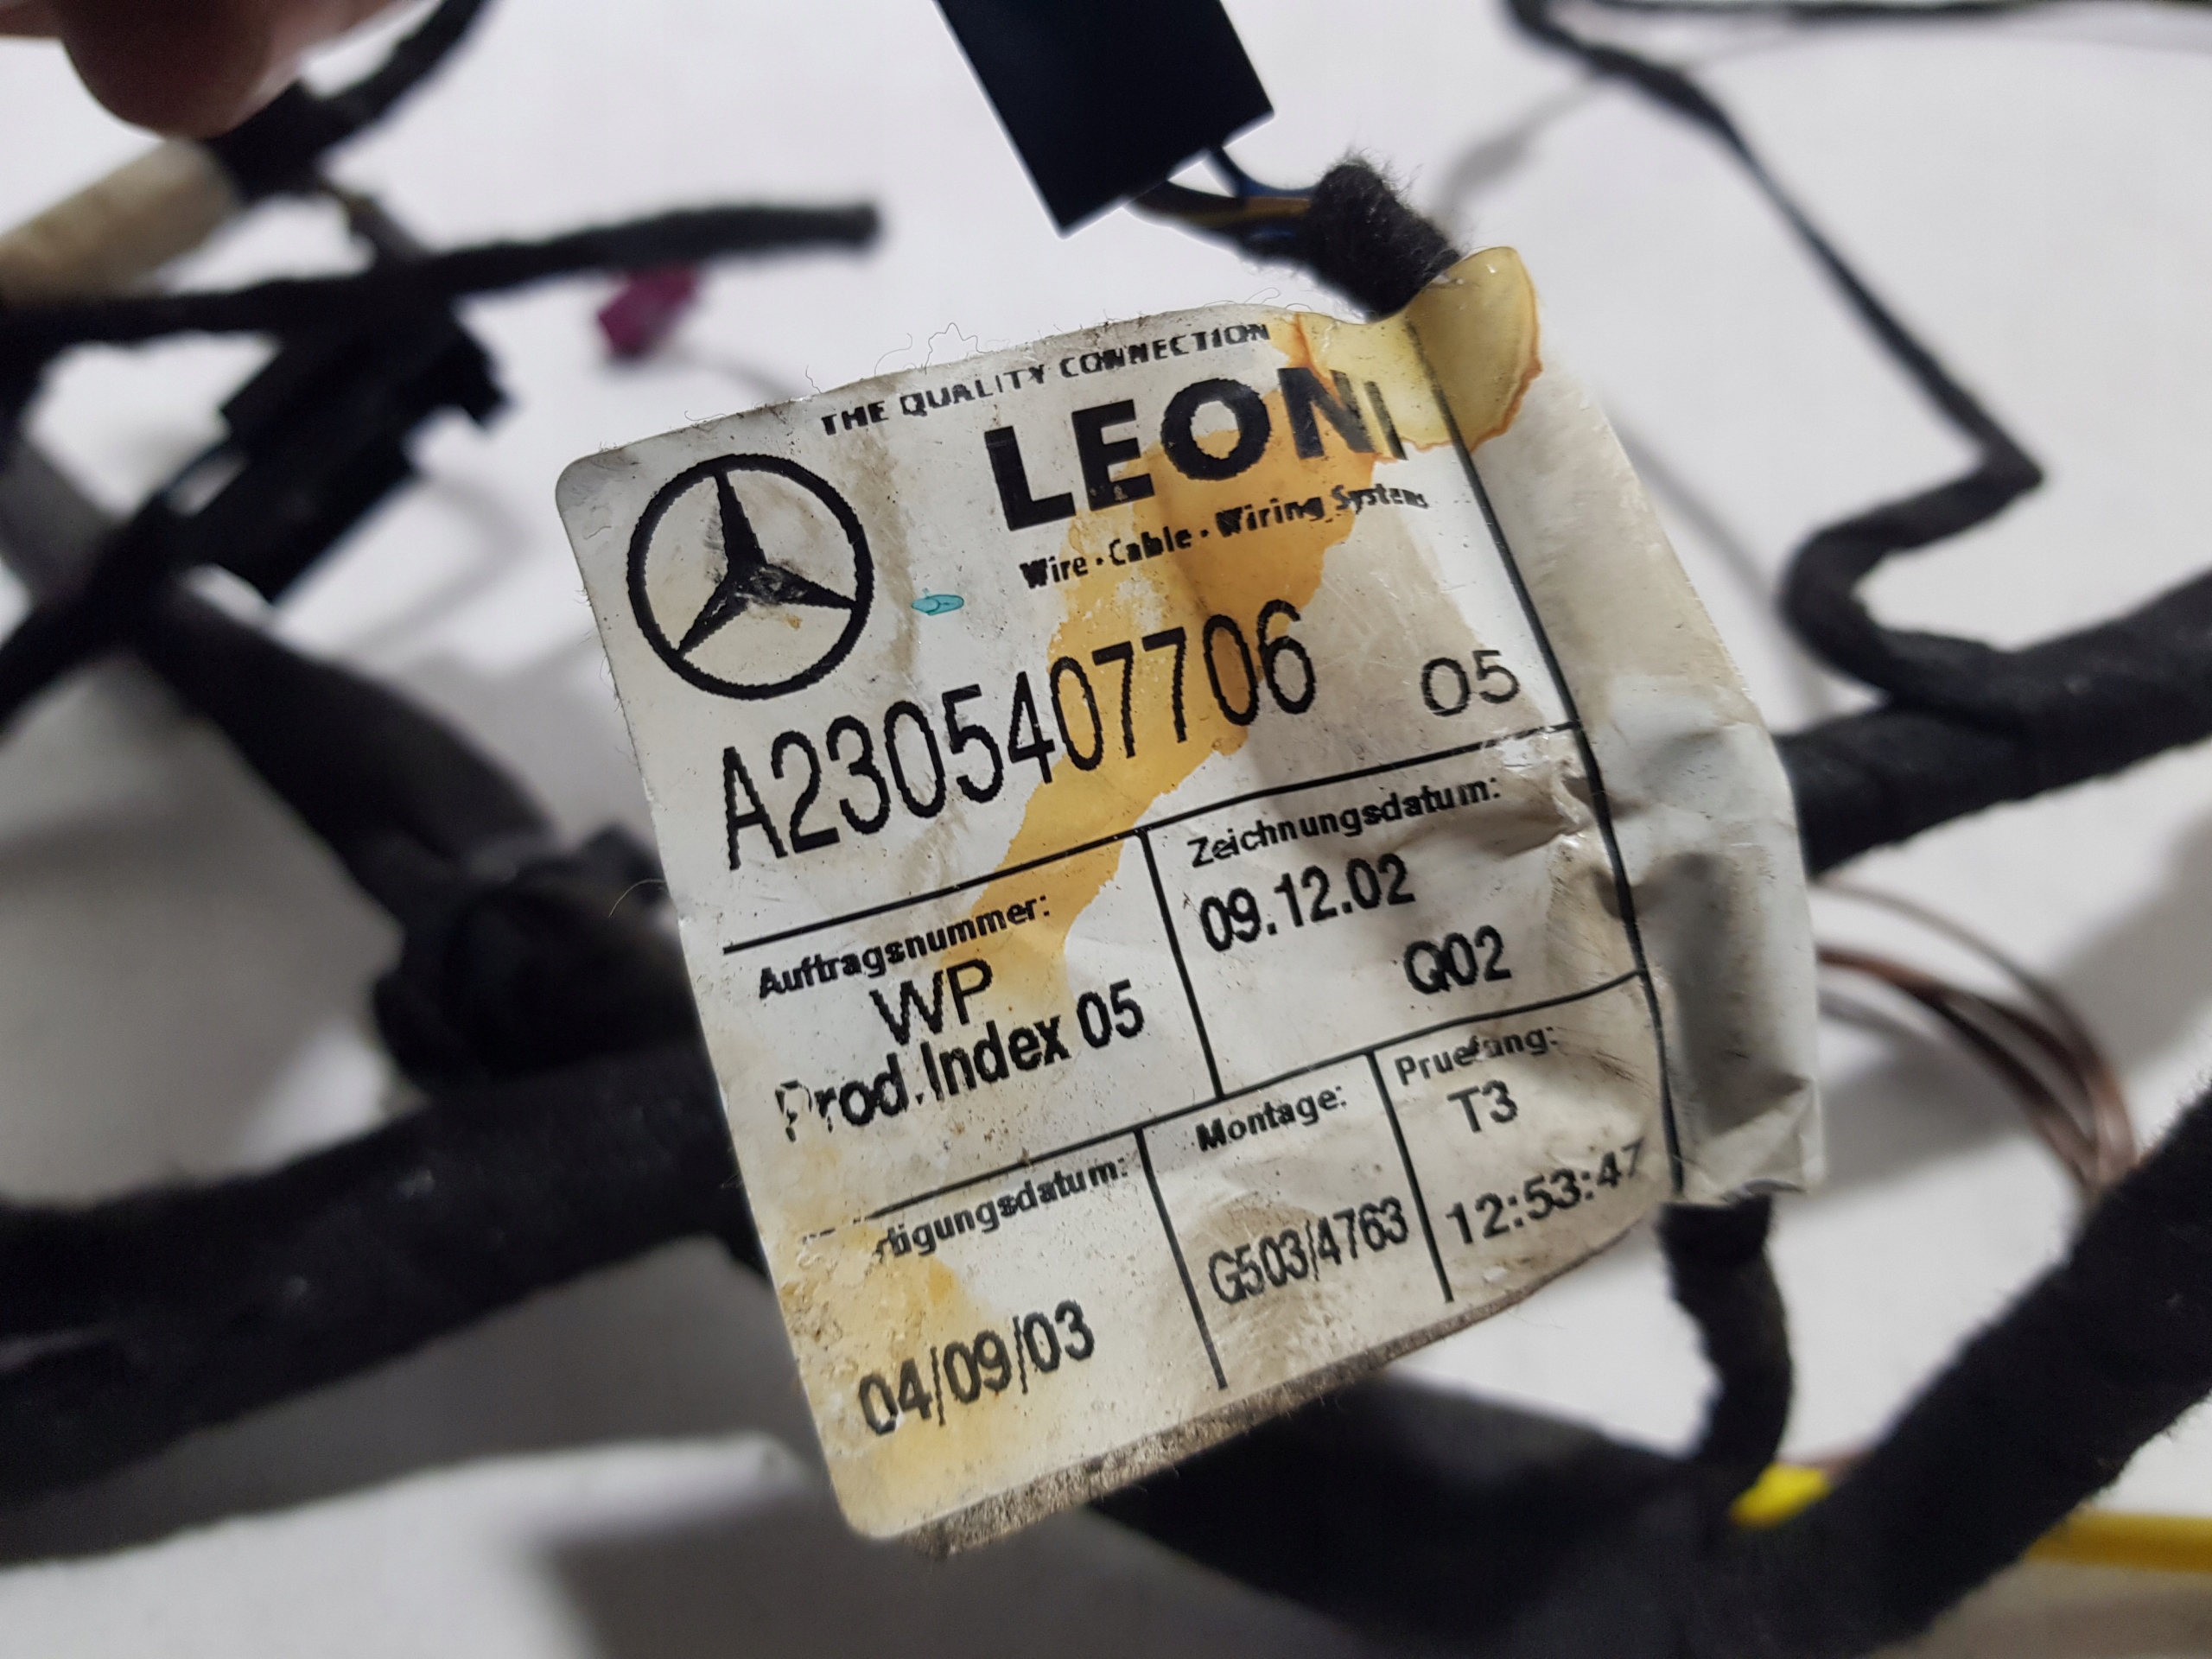 THE QUALITY CONNECTION
LEONI
Wire · Cable · Wiring Systems
A2305407706 05
Auftragsnummer:
WP
Prod.Index 05
Zeichnungsdatum:
09.12.02
Q02
tigungsdatum:
04/09/03
Montage:
G503/4763
Pruefung:
T3
12:53:47